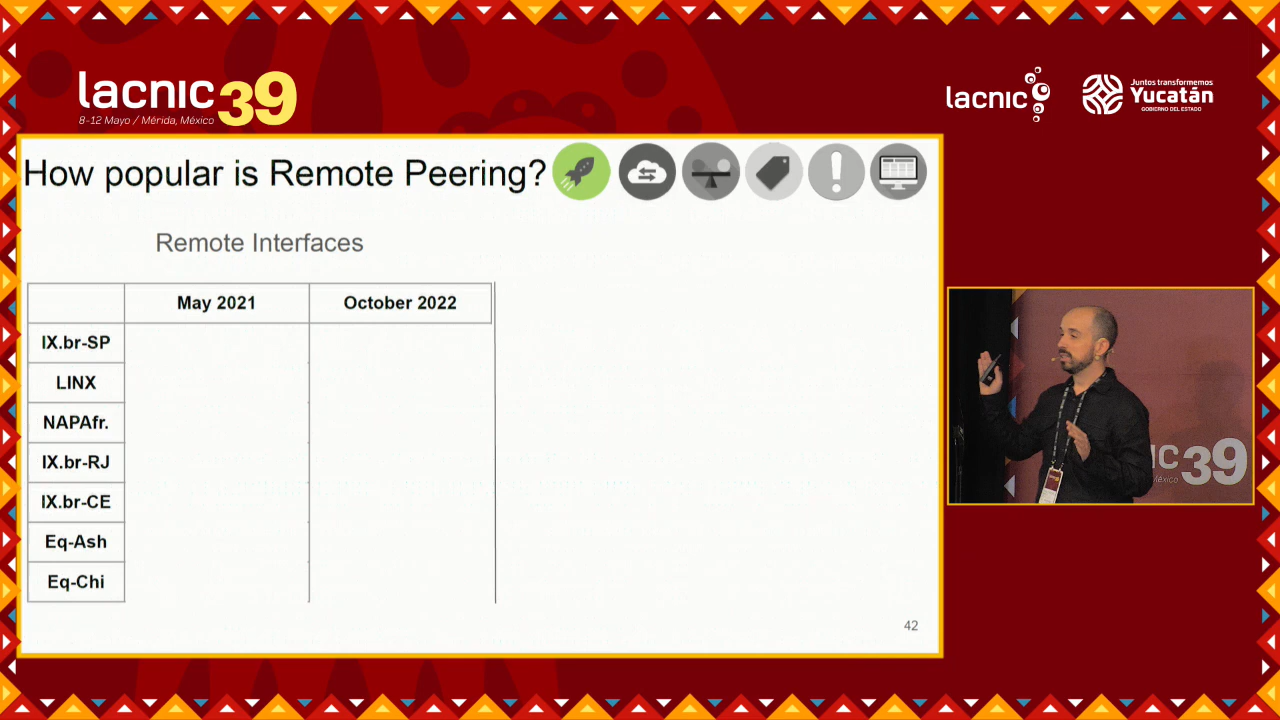 lacnic39
8-12 Mayo / Mérida, México
lacnic
Juntos transformemos
Yucatán
GOBIERNO DEL ESTADO
How popular is Remote Peering?
Remote Interfaces
May 2021 October 2022
IX.br-SP
LINX
NAPAfr.
IX.br-RJ
IX.br-CE
Eq-Ash
Eq-Chi
42
IC39
México